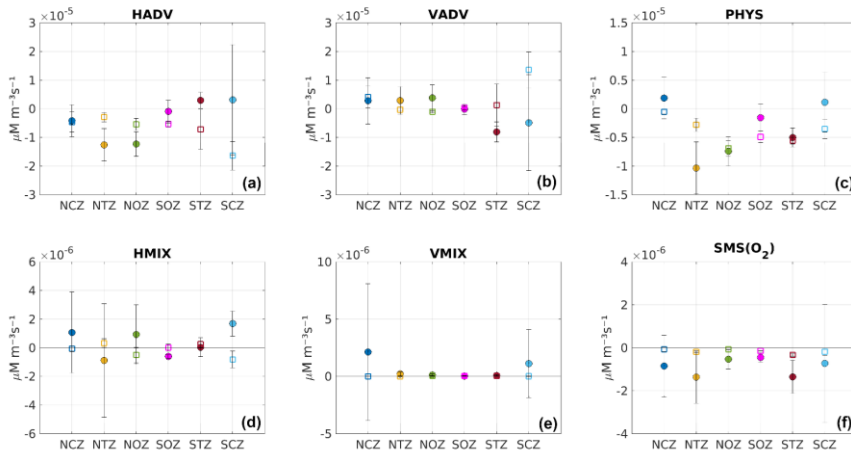 HADV VADV PHYS
×10⁻⁵ ×10⁻⁵ ×10⁻⁵
3 3 1.5
2 2 1
1 1 0.5
0 0 0
-1 -1 -0.5
-2 -2 -1
-3 -3 -1.5
μM m⁻³s⁻¹ μM m⁻³s⁻¹ μM m⁻³s⁻¹
(a) (b) (c)
NCZ NTZ NOZ SOZ STZ SCZ NCZ NTZ NOZ SOZ STZ SCZ NCZ NTZ NOZ SOZ STZ SCZ
HMIX VMIX SMS(O₂)
×10⁻⁶ ×10⁻⁶ ×10⁻⁶
6 10 4
4 5 2
2 0 0
0 -5 -2
-2 -4
-4
-6
μM m⁻³s⁻¹ μM m⁻³s⁻¹ μM m⁻³s⁻¹
(d) (e) (f)
NCZ NTZ NOZ SOZ STZ SCZ NCZ NTZ NOZ SOZ STZ SCZ NCZ NTZ NOZ SOZ STZ SCZ